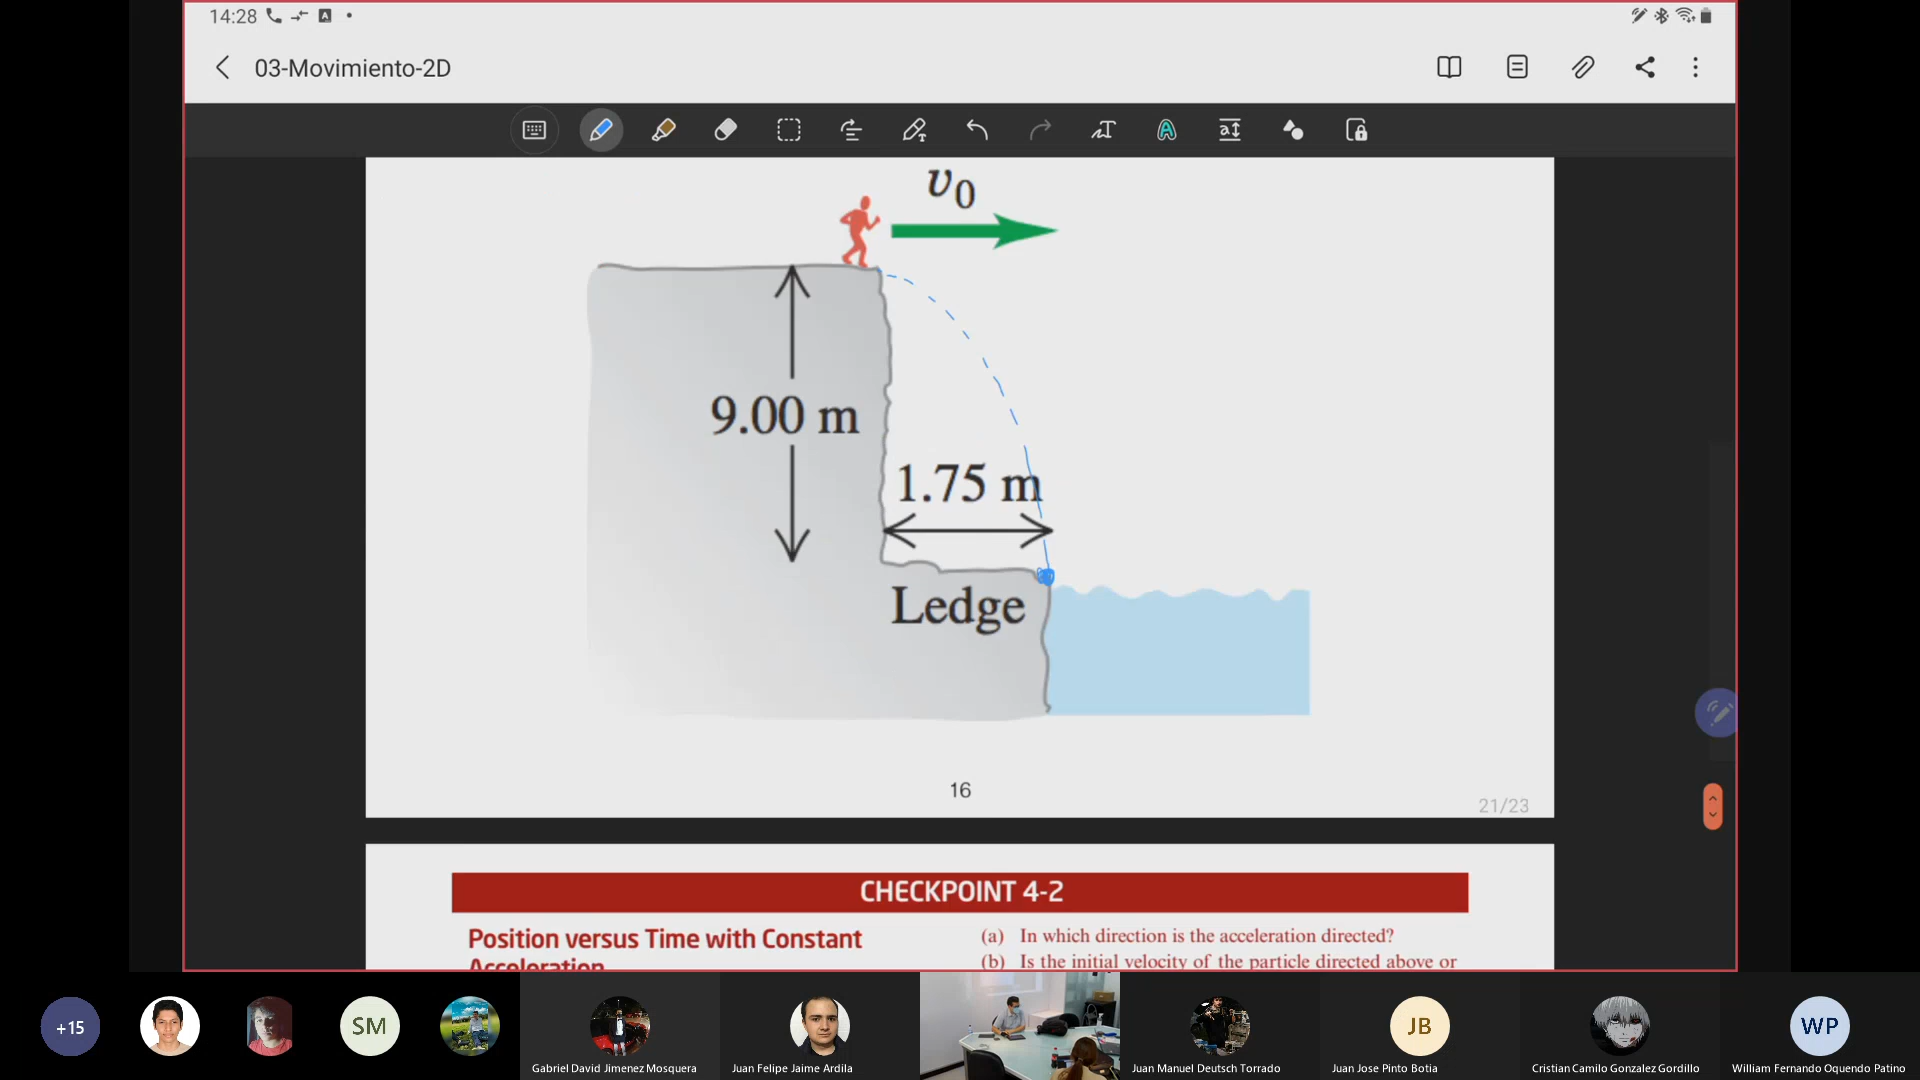 14:28
03-Movimiento-2D
v0
9.00 m
1.75 m
Ledge
16
21/23
CHECKPOINT 4-2
Position versus Time with Constant
Acceleration
(a) In which direction is the acceleration directed?
(b) Is the initial velocity of the particle directed above or
+15
SM
JB
WP
Gabriel David Jimenez Mosquera
Juan Felipe Jaime Ardila
Juan Manuel Deutsch Torrado
Juan Jose Pinto Botia
Cristian Camilo Gonzalez Gordillo
William Fernando Oquendo Patino